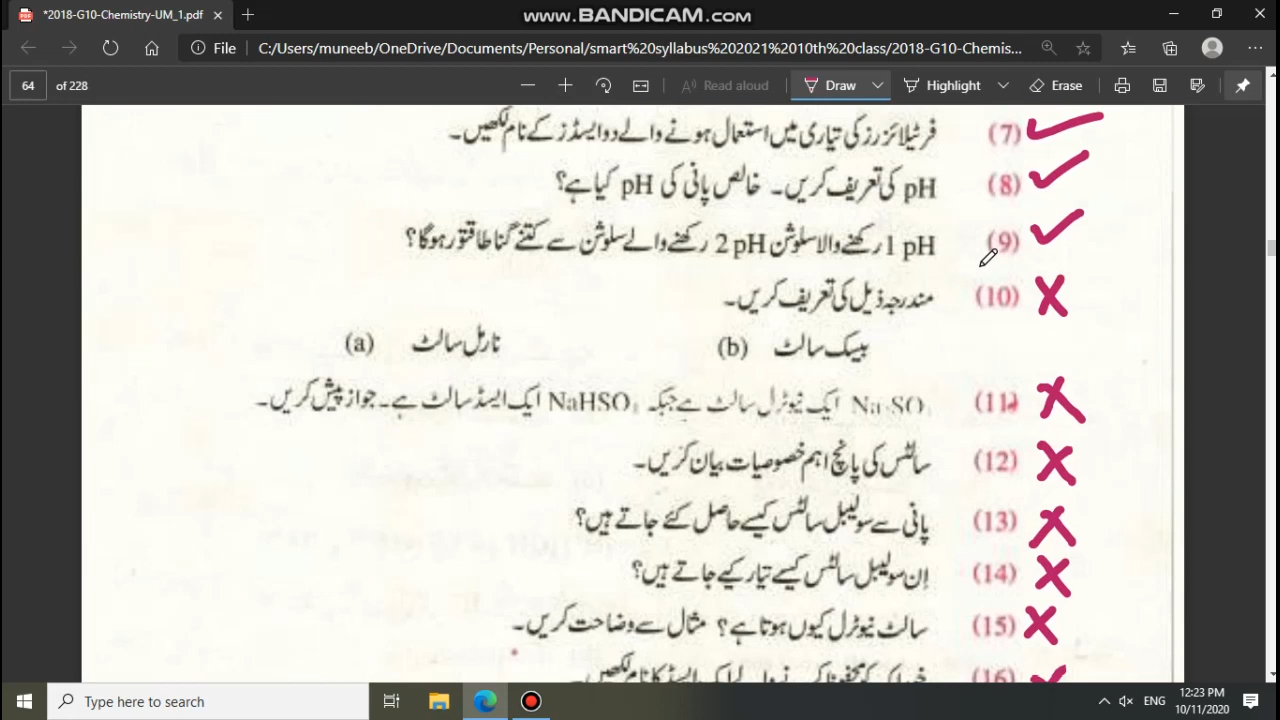 *2018-G10-Chemistry-UM_1.pdf
www.BANDICAM.com
File C:/Users/muneeb/OneDrive/Documents/Personal/smart%20syllabus%202021%2010th%20class/2018-G10-Chemis...
64 of 228 Read aloud Draw Highlight Erase
(7) فرٹیلائزرز کی تیاری میں استعمال ہونے والے دو ایسڈز کے نام لکھیں۔
(8) pH کی تعریف کریں۔ خالص پانی کی pH کیا ہے؟
(9) 1 pH رکھنے والا سلوشن 2 pH رکھنے والے سلوشن سے کتنے گنا طاقتور ہوگا؟
(10) مندرجہ ذیل کی تعریف کریں۔
(b) بیسک سالٹ (a) نارمل سالٹ
(11) Na2SO4 ایک نیوٹرل سالٹ ہے جبکہ NaHSO4 ایک ایسڈ سالٹ ہے۔ جواز پیش کریں۔
(12) سالٹس کی پانچ اہم خصوصیات بیان کریں۔
(13) پانی سے سولیبل سالٹس کیسے حاصل کئے جاتے ہیں؟
(14) اِن سولیبل سالٹس کیسے تیار کیے جاتے ہیں؟
(15) سالٹ نیوٹرل کیوں ہوتا ہے؟ مثال سے وضاحت کریں۔
(16)
Type here to search
ENG
12:23 PM
10/11/2020